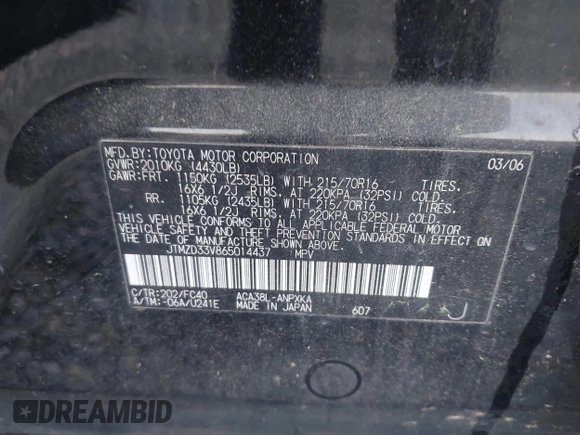 MFD.BY:TOYOTA MOTOR CORPORATION 03/06
GVWR:2010KG (4430LB)
GAWR:FRT. 1150KG (2535LB) WITH 215/70R16 TIRES.
16X6 1/2J RIMS. AT 220KPA (32PSI) COLD.
RR. 1105KG (2435LB) WITH 215/70R16 TIRES.
16X6 1/2J RIMS. AT 220KPA (32PSI) COLD.
THIS VEHICLE CONFORMS TO ALL APPLICABLE FEDERAL MOTOR
VEHICLE SAFETY AND THEFT PREVENTION STANDARDS IN EFFECT ON
THE DATE OF MANUFACTURE SHOWN ABOVE.
JTMZD33V865014437 MPV
C/TR:202/FC40 ACA38L-ANPXKA
A/TM:-06A/U241E MADE IN JAPAN 607
J
DREAMBID